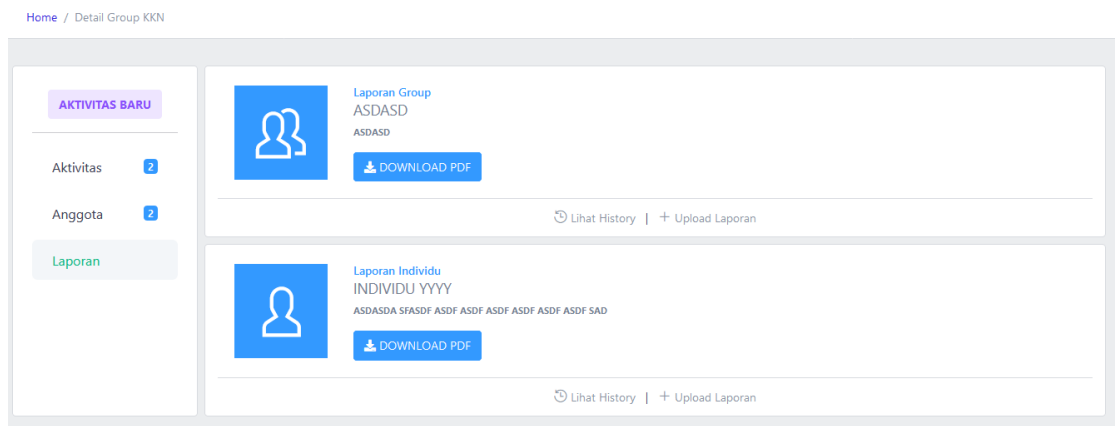 Home / Detail Group KKN
AKTIVITAS BARU
Aktivitas 2
Anggota 2
Laporan
Laporan Group
ASDASD
ASDASD
DOWNLOAD PDF
Lihat History | + Upload Laporan
Laporan Individu
INDIVIDU YYYY
ASDASDA SFASDF ASDF ASDF ASDF ASDF ASDF ASDF SAD
DOWNLOAD PDF
Lihat History | + Upload Laporan